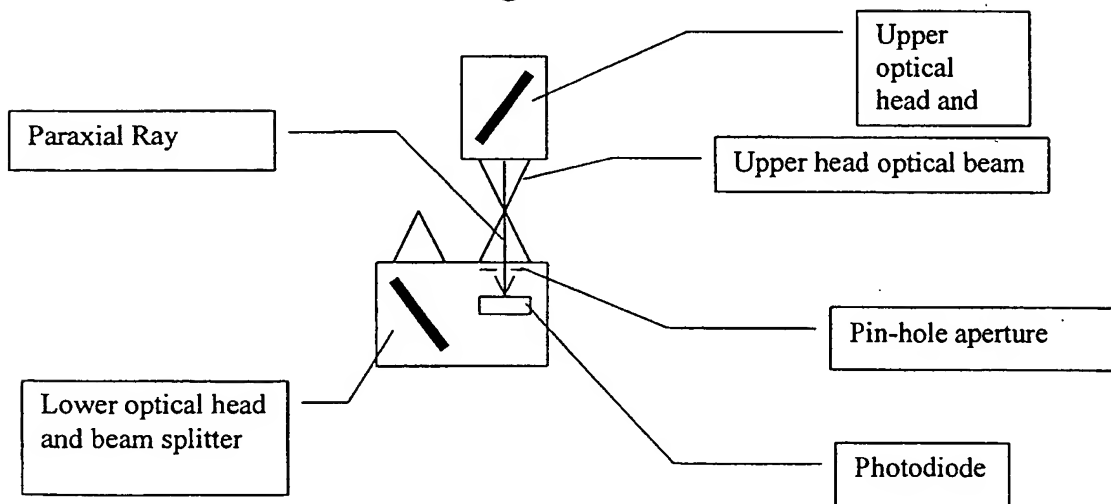 Upper
optical
head and
Paraxial Ray
Upper head optical beam
Pin-hole aperture
Lower optical head
and beam splitter
Photodiode